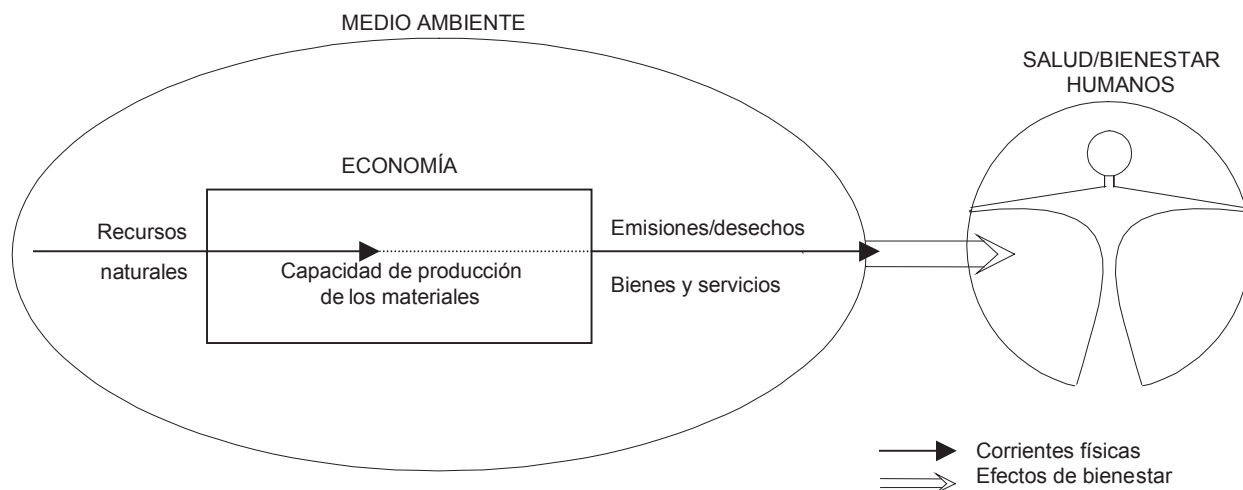 MEDIO AMBIENTE
SALUD/BIENESTAR
HUMANOS
ECONOMÍA
Recursos
naturales
Capacidad de producción
de los materiales
Emisiones/desechos
Bienes y servicios
Corrientes físicas
Efectos de bienestar